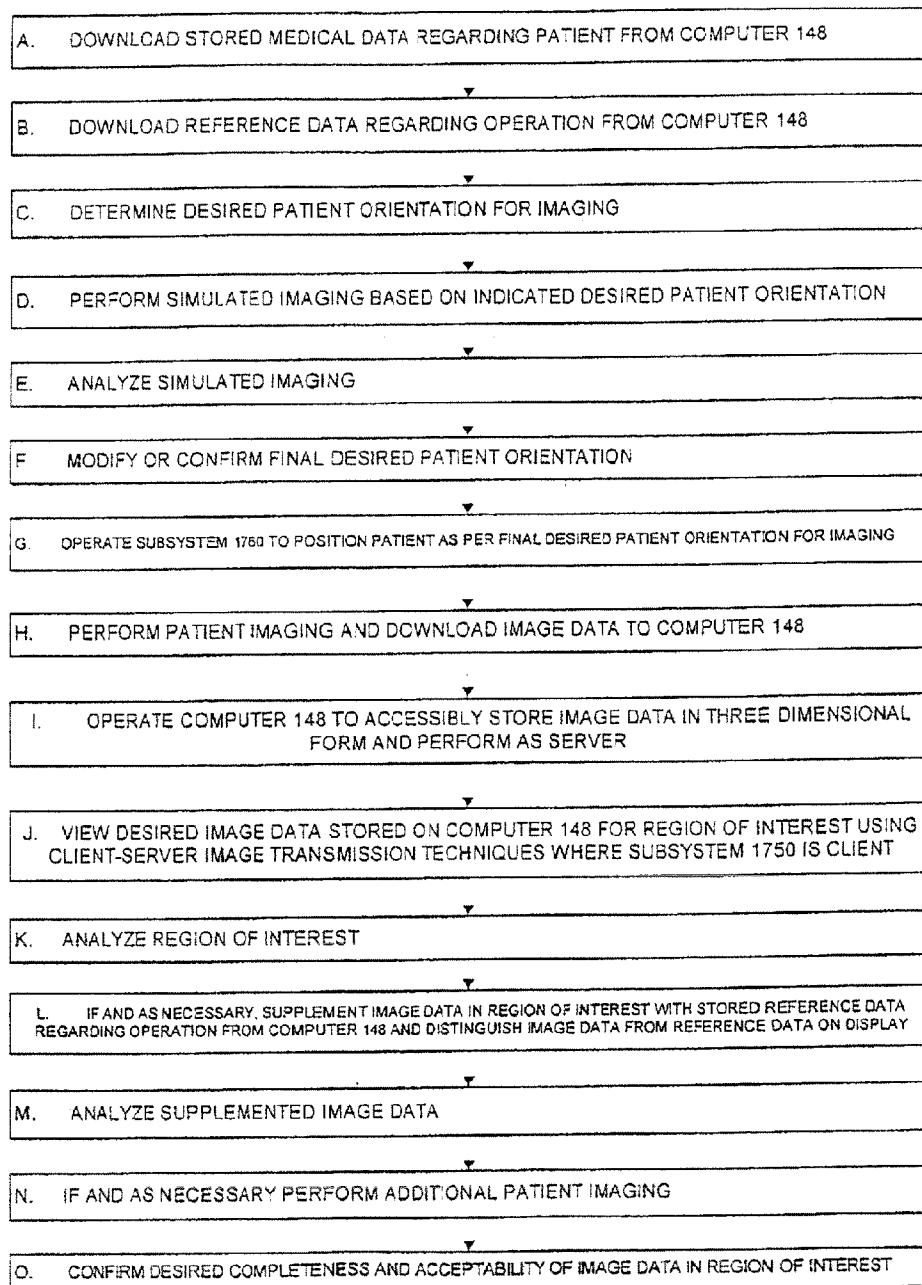 A. DOWNLOAD STORED MEDICAL DATA REGARDING PATIENT FROM COMPUTER 148
B. DOWNLOAD REFERENCE DATA REGARDING OPERATION FROM COMPUTER 148
C. DETERMINE DESIRED PATIENT ORIENTATION FOR IMAGING
D. PERFORM SIMULATED IMAGING BASED ON INDICATED DESIRED PATIENT ORIENTATION
E. ANALYZE SIMULATED IMAGING
F MODIFY OR CONFIRM FINAL DESIRED PATIENT ORIENTATION
G. OPERATE SUBSYSTEM 1760 TO POSITION PATIENT AS PER FINAL DESIRED PATIENT ORIENTATION FOR IMAGING
H. PERFORM PATIENT IMAGING AND DOWNLOAD IMAGE DATA TO COMPUTER 148
I. OPERATE COMPUTER 148 TO ACCESSIBLY STORE IMAGE DATA IN THREE DIMENSIONAL
FORM AND PERFORM AS SERVER
J. VIEW DESIRED IMAGE DATA STORED ON COMPUTER 148 FOR REGION OF INTEREST USING
CLIENT-SERVER IMAGE TRANSMISSION TECHNIQUES WHERE SUBSYSTEM 1750 IS CLIENT
K. ANALYZE REGION OF INTEREST
L. IF AND AS NECESSARY, SUPPLEMENT IMAGE DATA IN REGION OF INTEREST WITH STORED REFERENCE DATA
REGARDING OPERATION FROM COMPUTER 148 AND DISTINGUISH IMAGE DATA FROM REFERENCE DATA ON DISPLAY
M. ANALYZE SUPPLEMENTED IMAGE DATA
N. IF AND AS NECESSARY PERFORM ADDITIONAL PATIENT IMAGING
O. CONFIRM DESIRED COMPLETENESS AND ACCEPTABILITY OF IMAGE DATA IN REGION OF INTEREST